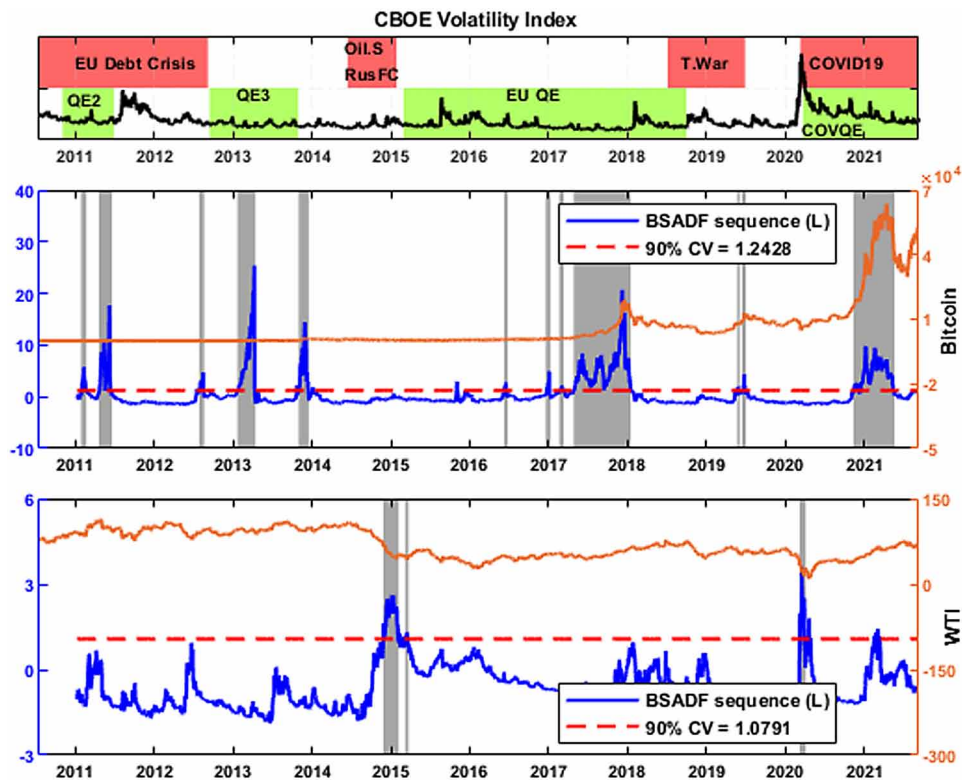 CBOE Volatility Index
EU Debt Crisis
Oil.S
RusFC
T.War
COVID19
QE2
QE3
EU QE
COVQE
2011 2012 2013 2014 2015 2016 2017 2018 2019 2020 2021
×10⁴
40
30
20
10
0
-10
BSADF sequence (L)
90% CV = 1.2428
7
4
1
-2
-5
Bitcoin
2011 2012 2013 2014 2015 2016 2017 2018 2019 2020 2021
6
3
0
-3
BSADF sequence (L)
90% CV = 1.0791
150
0
-150
-300
WTI
2011 2012 2013 2014 2015 2016 2017 2018 2019 2020 2021